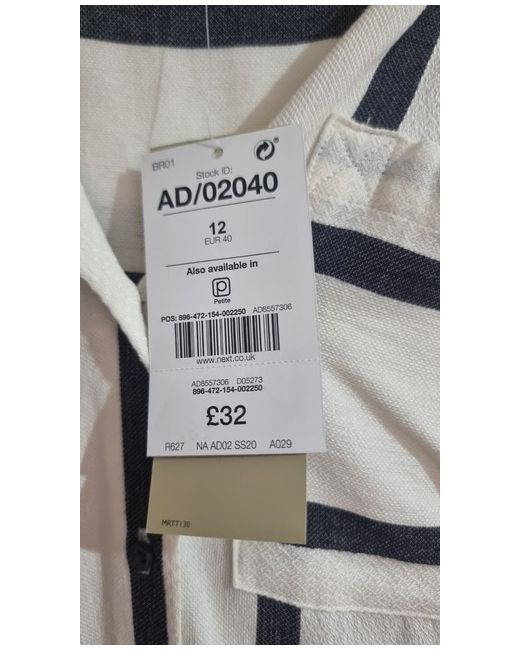 BR01
Stock ID:
AD/02040
12
EUR 40
Also available in
p
Petite
POS: 896-472-154-002250 AD8557306
www.next.co.uk
AD8557306 D05273
896-472-154-002250
£32
R627 NA AD02 SS20 A029
MRTT130